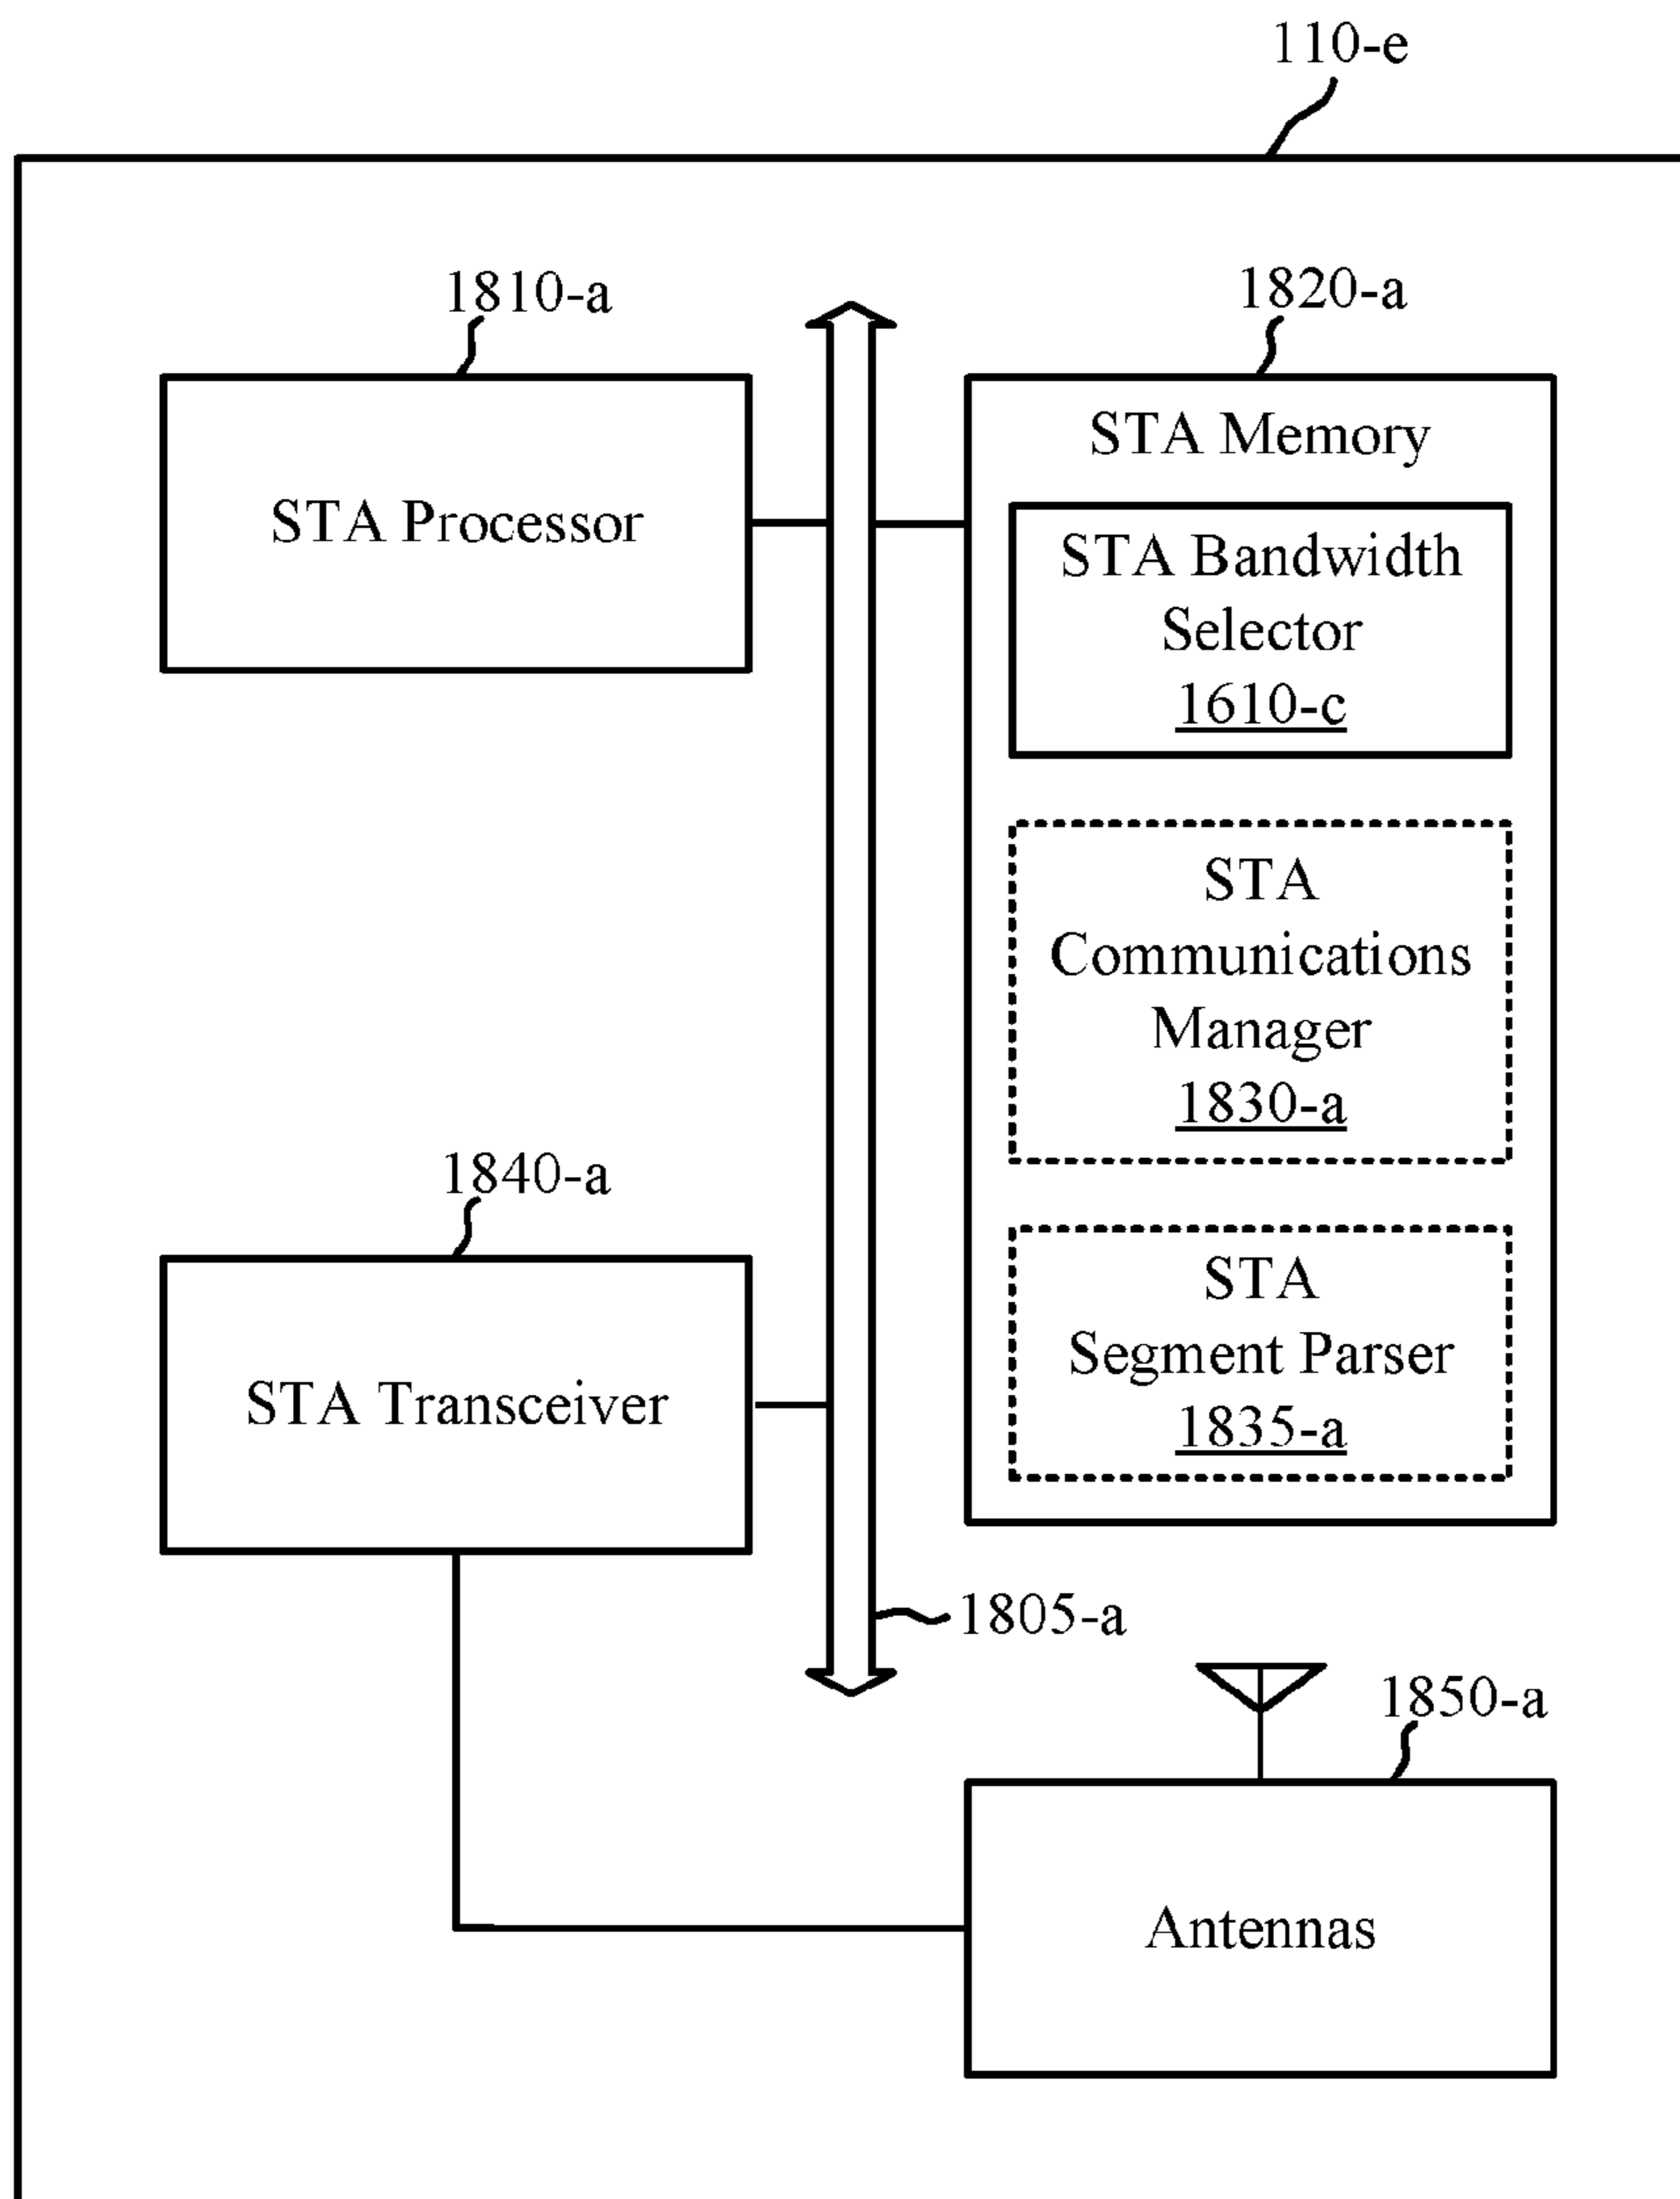 110-e
1810-a
1820-a
STA Processor
STA Memory
STA Bandwidth
Selector
1610-c
STA
Communications
Manager
1830-a
1840-a
STA Transceiver
STA
Segment Parser
1835-a
1805-a
1850-a
Antennas